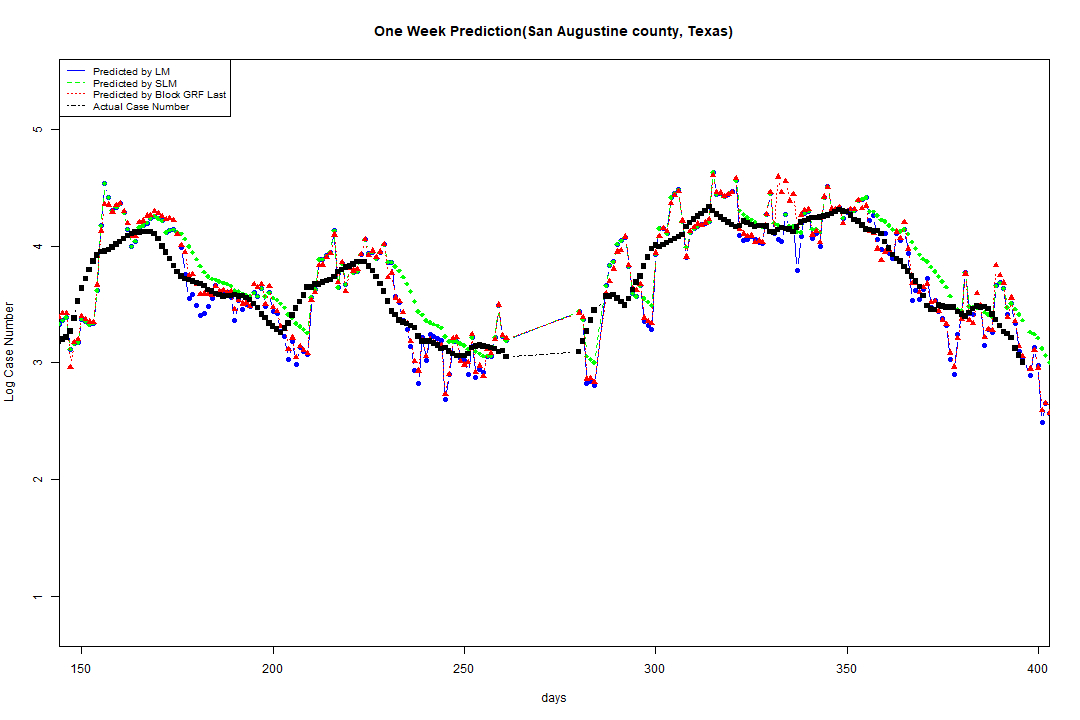 One Week Prediction(San Augustine county, Texas)
Predicted by LM
Predicted by SLM
Predicted by Block GRF Last
Actual Case Number
Log Case Number
5
4
3
2
1
150 200 250 300 350 400
days